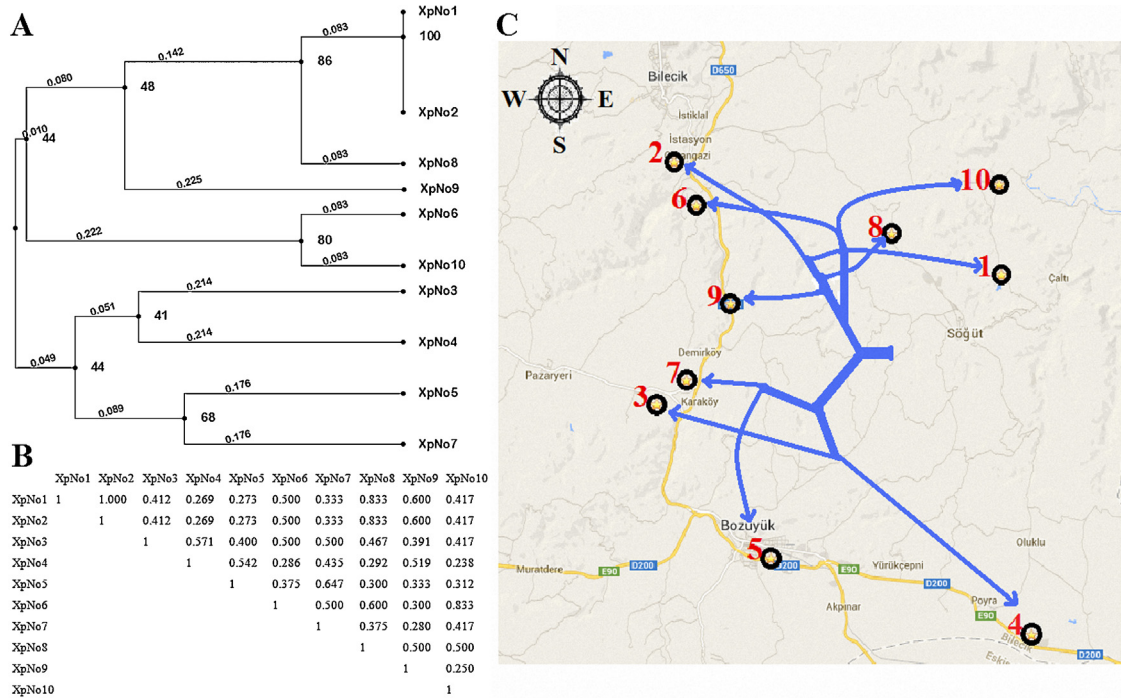 A
0.083
XpNo1
100
0.142
86
0.080
48
XpNo2
0.010
44
0.083
XpNo8
0.225
XpNo9
0.083
XpNo6
0.222
80
0.083
XpNo10
0.214
XpNo3
0.051
41
0.214
XpNo4
0.049
44
0.176
XpNo5
0.089
68
0.176
XpNo7
B
XpNo1 XpNo2 XpNo3 XpNo4 XpNo5 XpNo6 XpNo7 XpNo8 XpNo9 XpNo10
XpNo1 1 1.000 0.412 0.269 0.273 0.500 0.333 0.833 0.600 0.417
XpNo2 1 0.412 0.269 0.273 0.500 0.333 0.833 0.600 0.417
XpNo3 1 0.571 0.400 0.500 0.500 0.467 0.391 0.417
XpNo4 1 0.542 0.286 0.435 0.292 0.519 0.238
XpNo5 1 0.375 0.647 0.300 0.333 0.312
XpNo6 1 0.500 0.600 0.300 0.833
XpNo7 1 0.375 0.280 0.417
XpNo8 1 0.500 0.500
XpNo9 1 0.250
XpNo10 1
C
N
W E
S
D650
Bilecik
İstiklal
İstasyon
2
10
6
8
1
Çaltı
9
Söğüt
Demirköy
7
Pazaryeri
3
Karaköy
Bozüyük
5
D200
Oluklu
Muratdere
E90
D200
E90
Yürükçepni
D200
Akpınar
Poyra
E90
4
Bilecik
Eskiş
D200